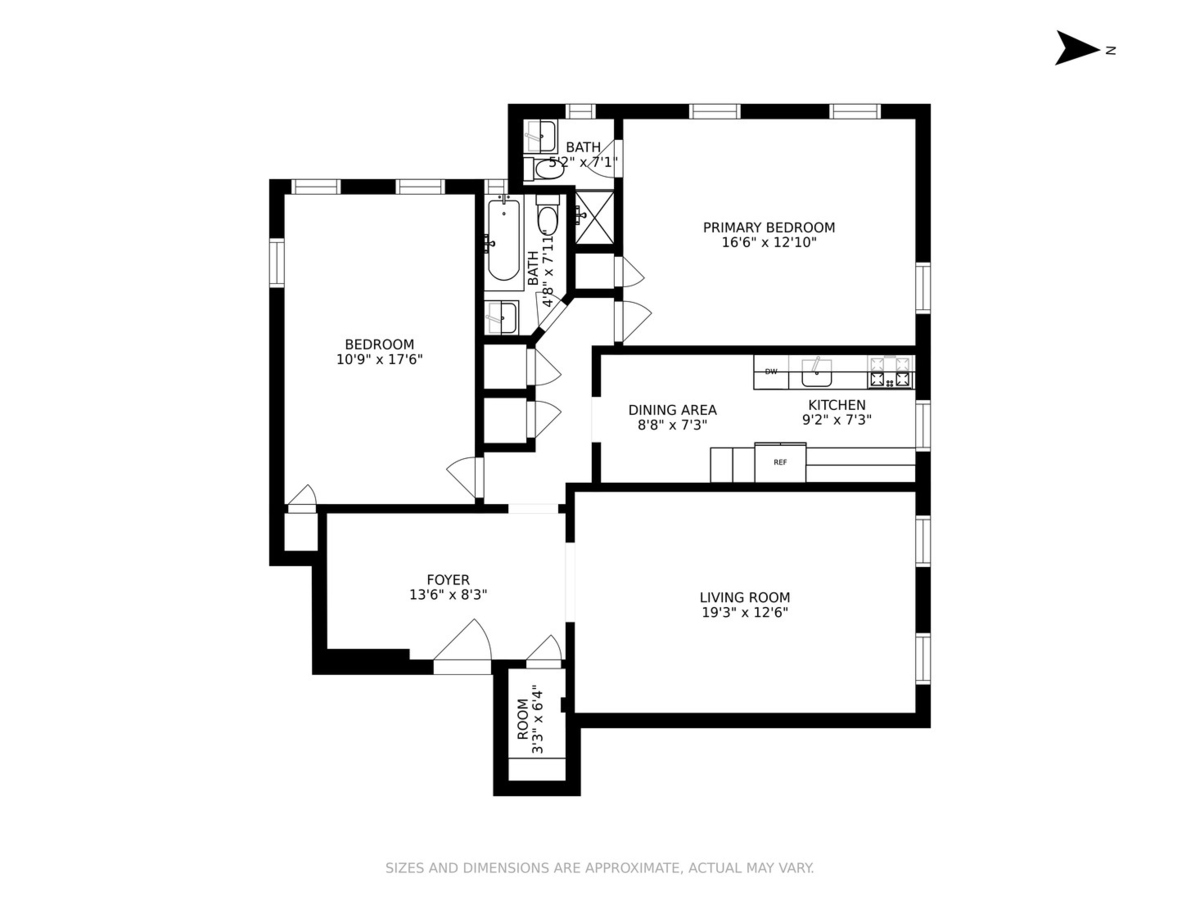 N
BATH
5'2" x 7'1"
PRIMARY BEDROOM
16'6" x 12'10"
BATH
4'8" x 7'11"
BEDROOM
10'9" x 17'6"
DW
DINING AREA
8'8" x 7'3"
KITCHEN
9'2" x 7'3"
REF
FOYER
13'6" x 8'3"
LIVING ROOM
19'3" x 12'6"
ROOM
3'3" x 6'4"
SIZES AND DIMENSIONS ARE APPROXIMATE, ACTUAL MAY VARY.